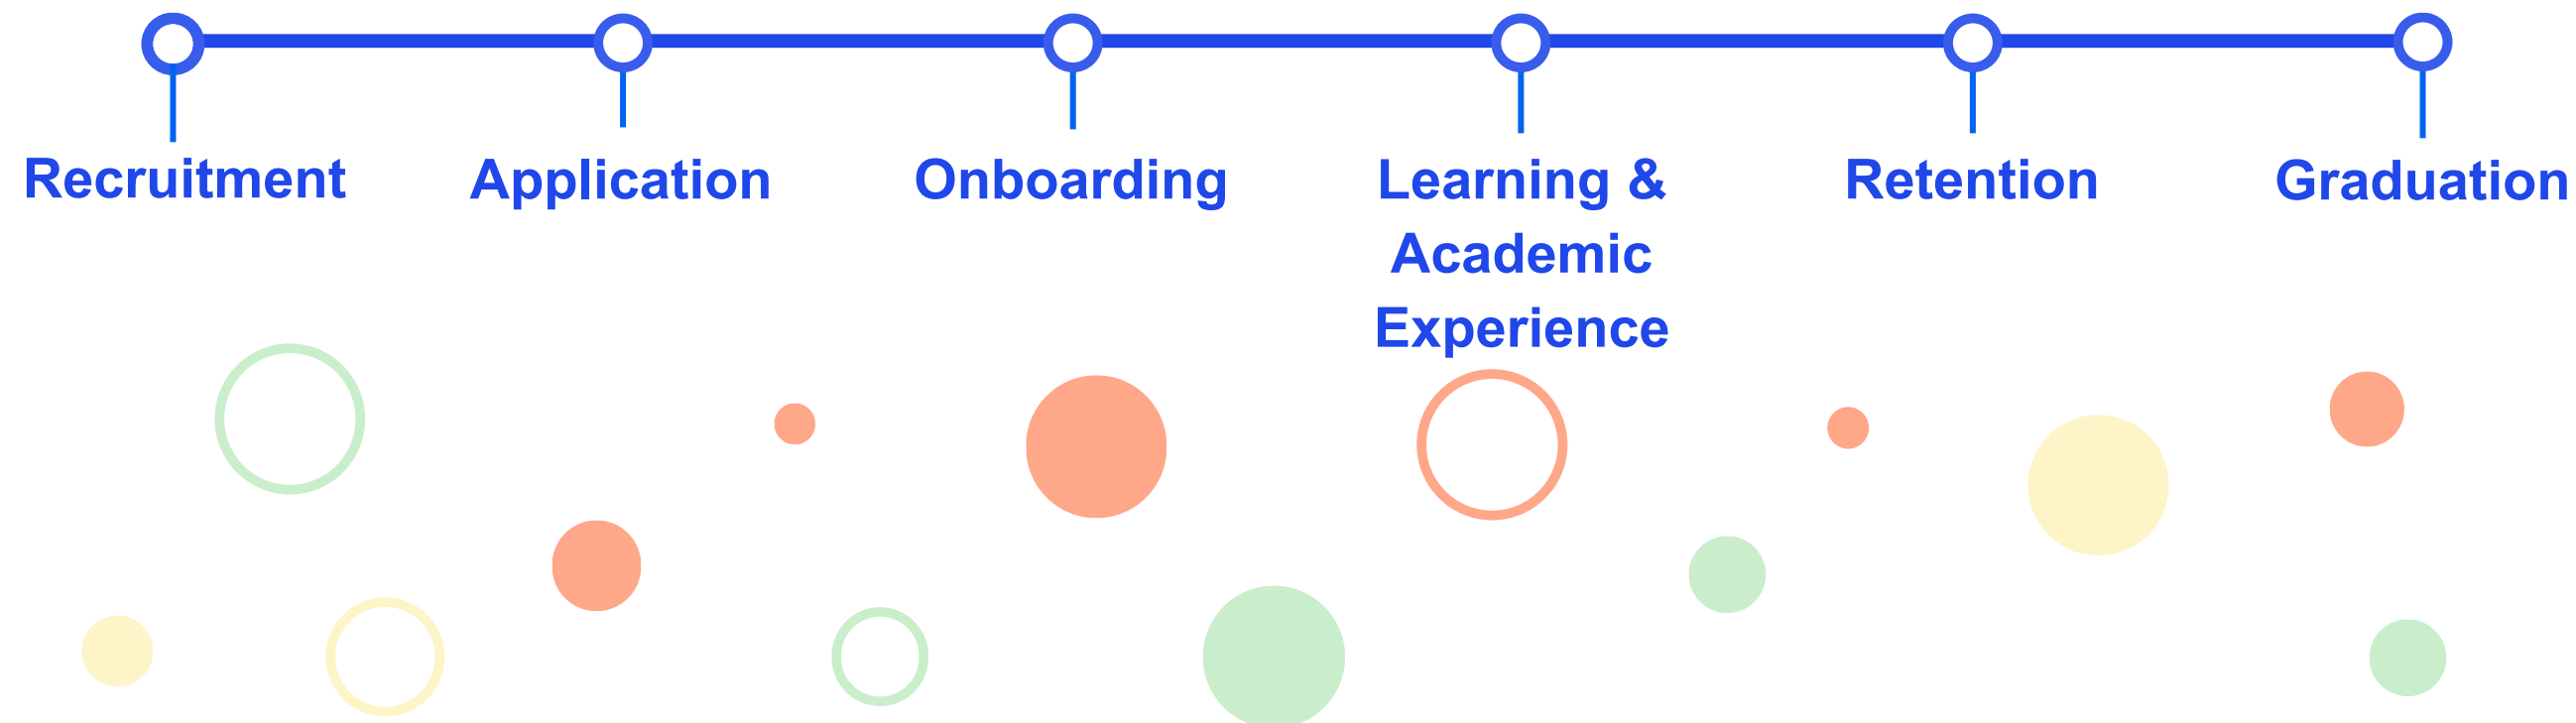 Recruitment
Application
Onboarding
Learning &
Academic
Experience
Retention
Graduation